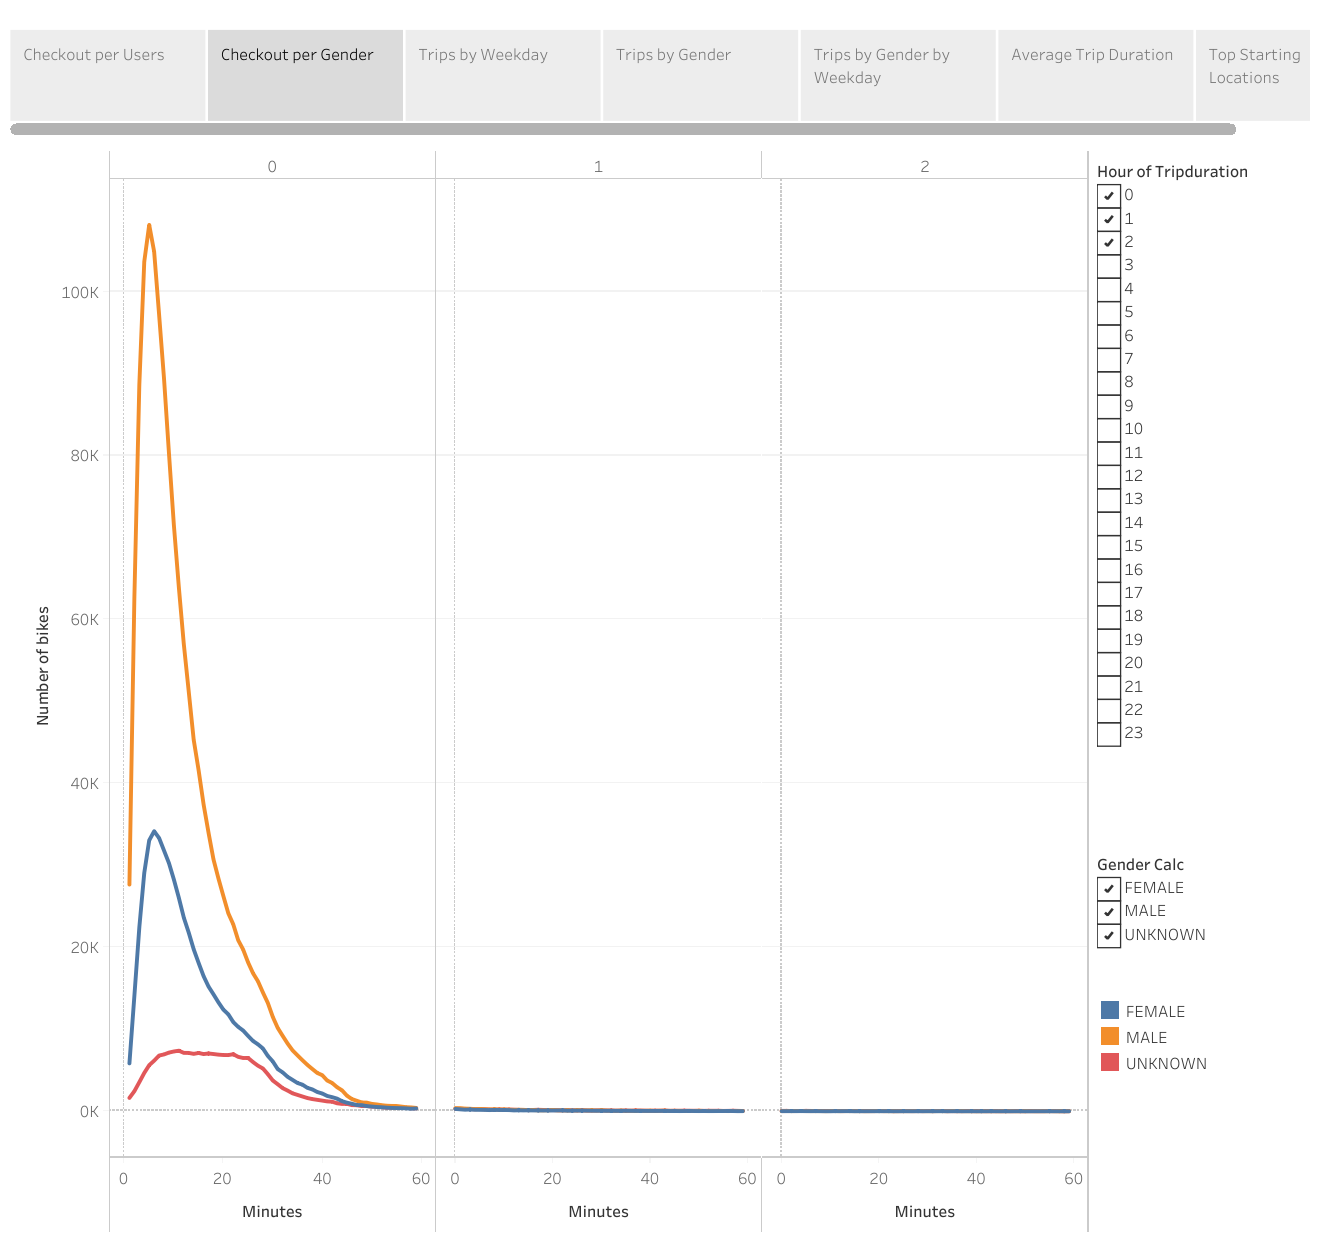 Checkout per Users
Checkout per Gender
Trips by Weekday
Trips by Gender
Trips by Gender by
Weekday
Average Trip Duration
Top Starting
Locations
0
1
2
Number of bikes
100K
80K
60K
40K
20K
0K
0
20
40
60
0
20
40
60
0
20
40
60
Minutes
Minutes
Minutes
Hour of Tripduration
0
1
2
3
4
5
6
7
8
9
10
11
12
13
14
15
16
17
18
19
20
21
22
23
Gender Calc
FEMALE
MALE
UNKNOWN
FEMALE
MALE
UNKNOWN